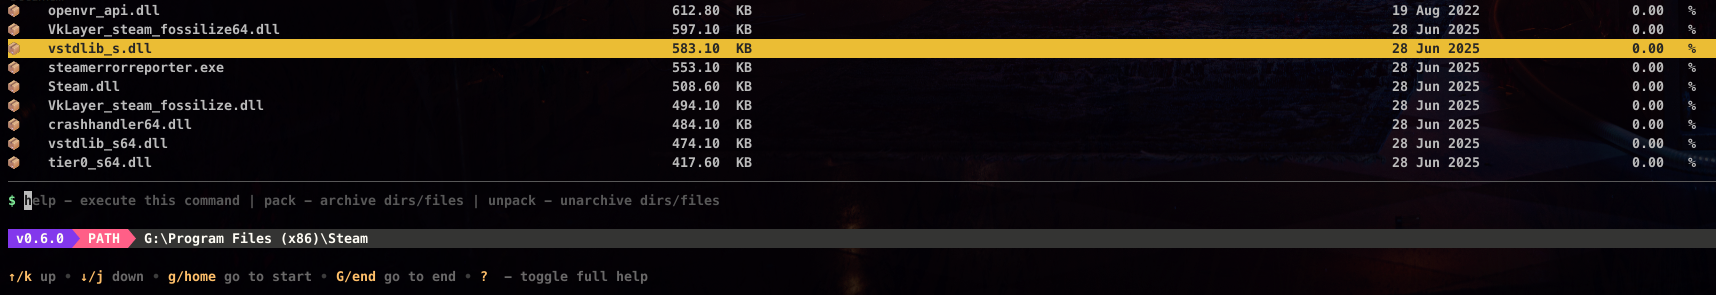 openvr_api.dll 612.80 KB 19 Aug 2022 0.00 %
VkLayer_steam_fossilize64.dll 597.10 KB 28 Jun 2025 0.00 %
vstdlib_s.dll 583.10 KB 28 Jun 2025 0.00 %
steamerrorreporter.exe 553.10 KB 28 Jun 2025 0.00 %
Steam.dll 508.60 KB 28 Jun 2025 0.00 %
VkLayer_steam_fossilize.dll 494.10 KB 28 Jun 2025 0.00 %
crashhandler64.dll 484.10 KB 28 Jun 2025 0.00 %
vstdlib_s64.dll 474.10 KB 28 Jun 2025 0.00 %
tier0_s64.dll 417.60 KB 28 Jun 2025 0.00 %
$ help – execute this command | pack – archive dirs/files | unpack – unarchive dirs/files
v0.6.0 PATH G:\Program Files (x86)\Steam
↑/k up • ↓/j down • g/home go to start • G/end go to end • ? – toggle full help